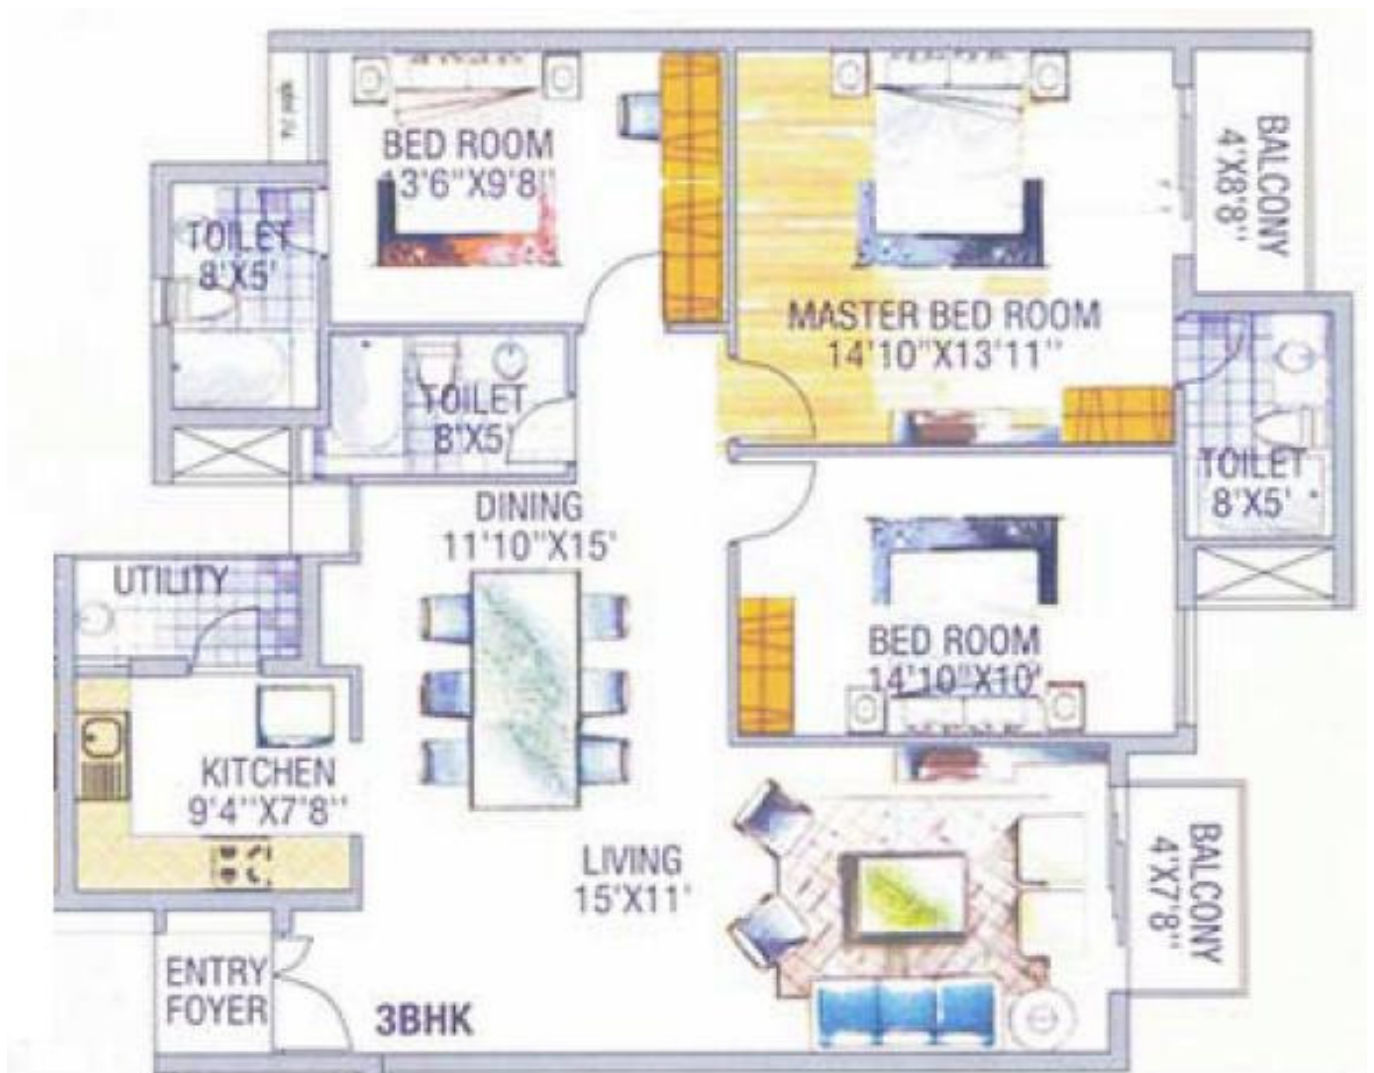 BED ROOM
13'6"X9'8"
TOILET
8'X5'
TOILET
8'X5'
MASTER BED ROOM
14'10"X13'11"
BALCONY
4'X8'8"
TOILET
8'X5'
DINING
11'10"X15'
UTILITY
BED ROOM
14'10"X10'
KITCHEN
9'4"X7'8"
LIVING
15'X11'
BALCONY
4'X7'8"
ENTRY
FOYER
3BHK